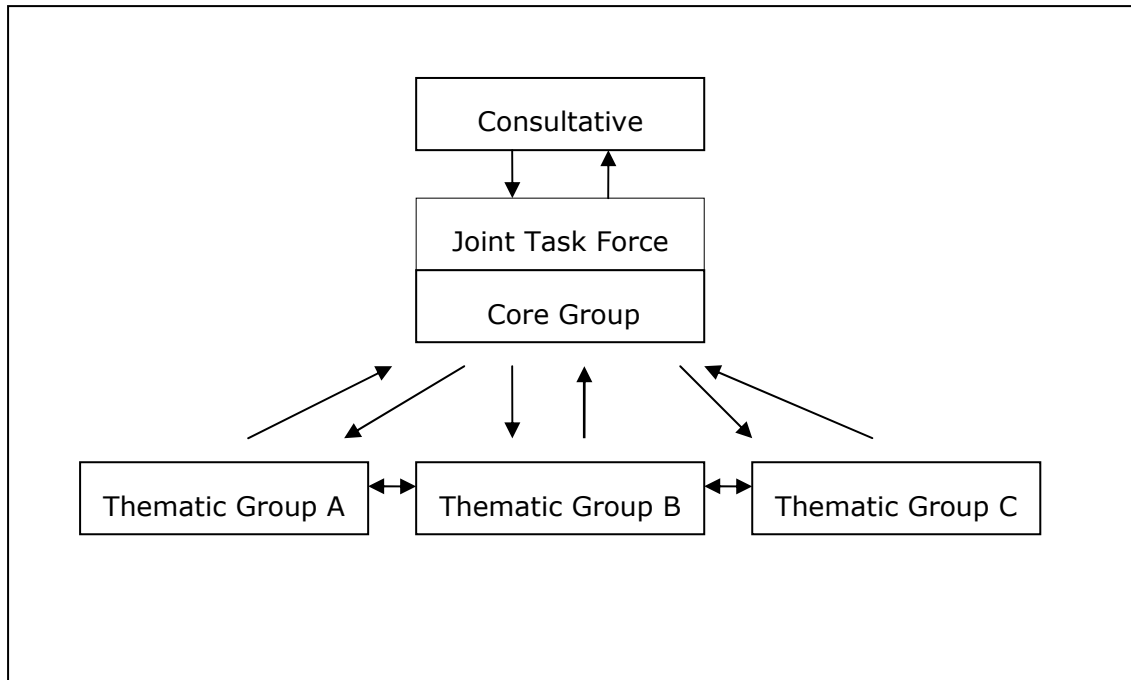 Consultative
Joint Task Force
Core Group
Thematic Group A
Thematic Group B
Thematic Group C